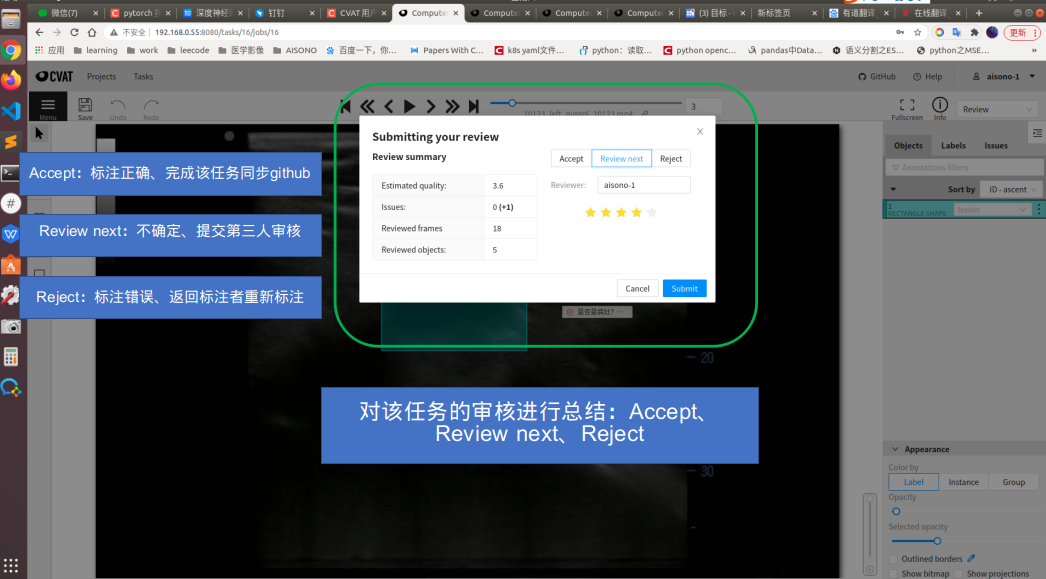 微信(7)
pytorch
深度神经
钉钉
CVAT用户
Compute
Compute
Compute
Compute
(3)目标
新标签页
有道翻译
在线翻译
不安全 192.168.0.55:8080/tasks/16/jobs/16
更新
应用 learning work leecode 医学影像 AISONO 百度一下，你... Papers With C... k8s yaml文件... python：读取... python openc... pandas中Data... 语义分割之ES... python之MSE...
CVAT Projects Tasks GitHub Help aisono-1
Menu Save Undo Redo 3 Fullscreen Info Review
10123_left_outer6_10123.mp4
Submitting your review
Review summary
Accept Review next Reject
Estimated quality: 3.6
Issues: 0 (+1)
Reviewed frames 18
Reviewed objects: 5
Reviewer: aisono-1
Cancel Submit
Accept：标注正确、完成该任务同步github
Review next：不确定、提交第三人审核
Reject：标注错误、返回标注者重新标注
是否是病灶?
20
对该任务的审核进行总结：Accept、
Review next、Reject
30
Objects Labels Issues
Annotations filters
Sort by ID - ascent
1
RECTANGLE SHAPE lesion
Appearance
Color by
Label Instance Group
Opacity
Selected opacity
Outlined borders
Show bitmap Show projections